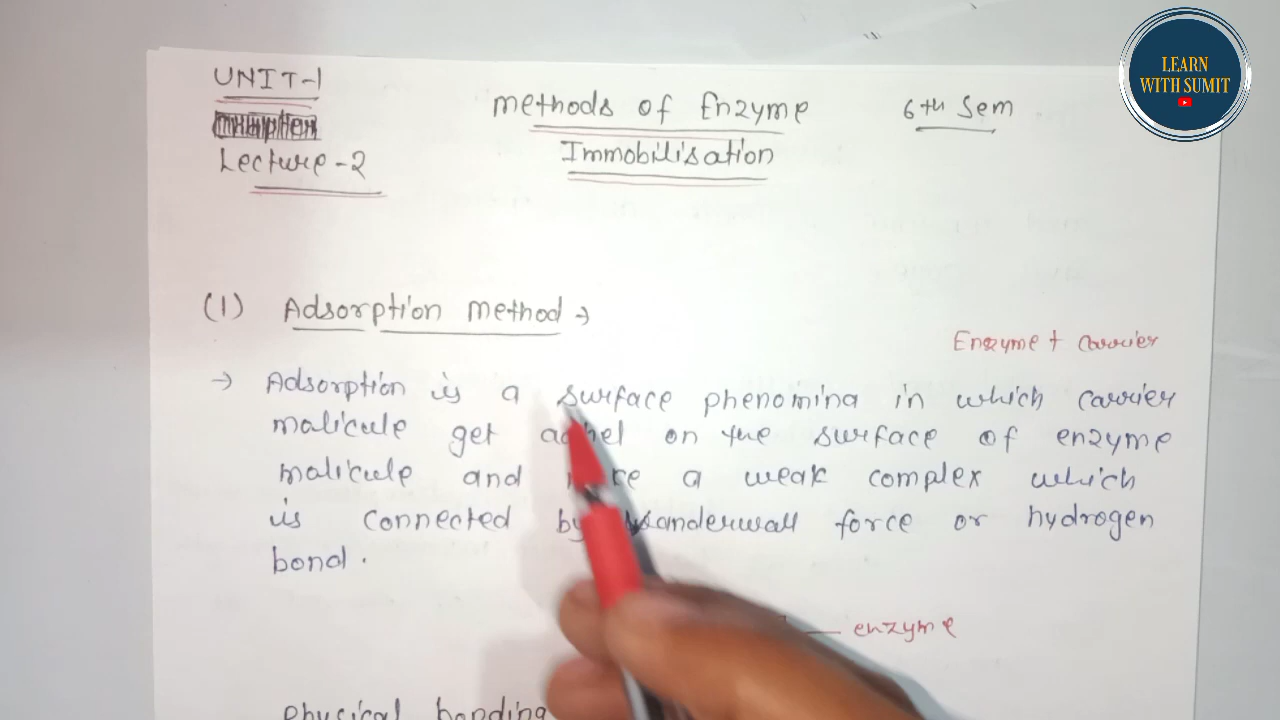 UNIT-1
methods of Enzyme
6th Sem
Immobilisation
Lecture-2
LEARN
WITH SUMIT
(1) Adsorption method →
Enzyme + carrier
→ Adsorption is a surface phenomina in which carrier
malicule get on the surface of enzyme
malicule and a weak complex which
is connected by vanderwall force or hydrogen
bond.
enzyme
Physical bonding